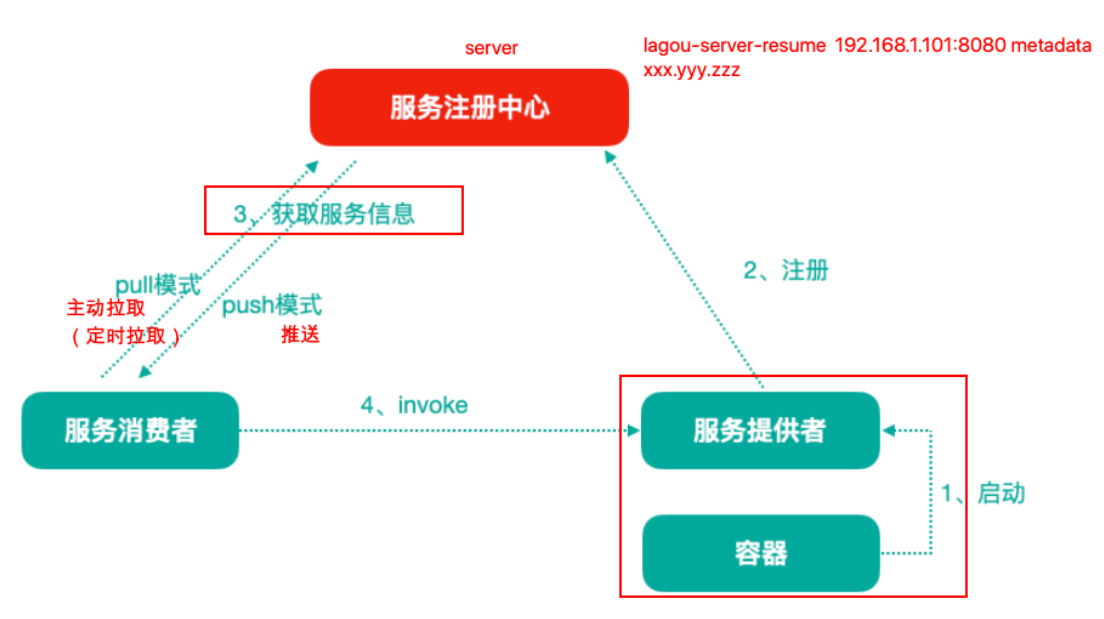 server
lagou-server-resume 192.168.1.101:8080 metadata
xxx.yyy.zzz
服务注册中心
3、获取服务信息
2、注册
pull模式
主动拉取
（定时拉取）
push模式
推送
4、invoke
服务消费者
服务提供者
1、启动
容器